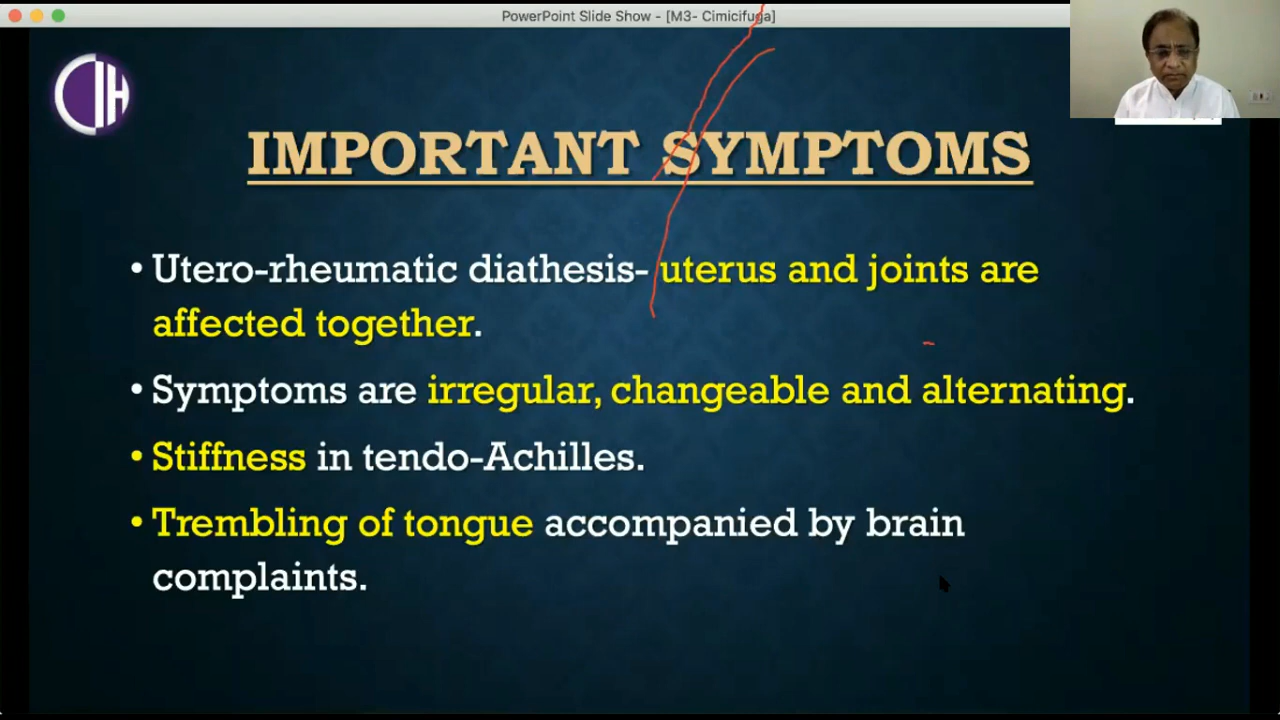 PowerPoint Slide Show - [M3- Cimicifuga]
CIH
IMPORTANT SYMPTOMS
• Utero-rheumatic diathesis- uterus and joints are
affected together.
• Symptoms are irregular, changeable and alternating.
• Stiffness in tendo-Achilles.
• Trembling of tongue accompanied by brain
complaints.